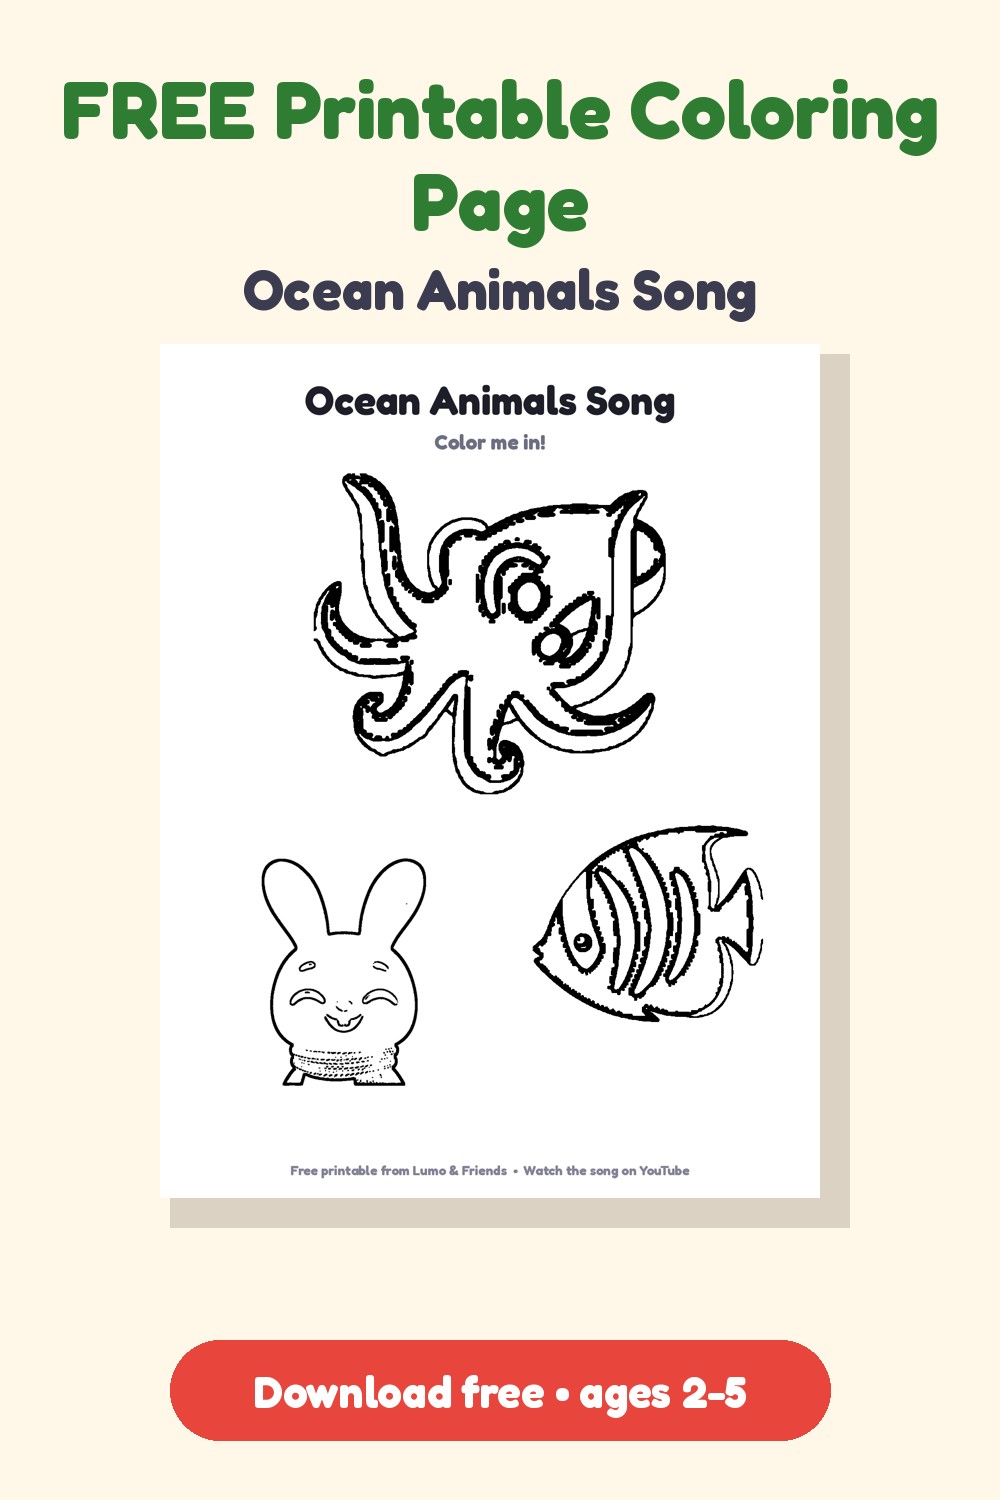 FREE Printable Coloring
Page
Ocean Animals Song
Ocean Animals Song
Color me in!
Free printable from Lumo & Friends • Watch the song on YouTube
Download free • ages 2-5